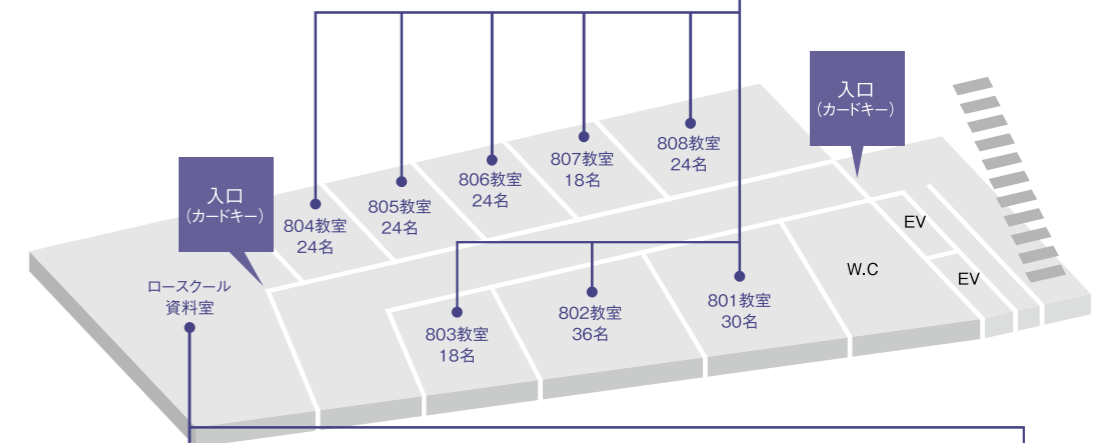 入口
（カードキー）
808教室
24名
807教室
18名
806教室
24名
805教室
24名
804教室
24名
入口
（カードキー）
EV
EV
W.C
801教室
30名
802教室
36名
803教室
18名
ロースクール
資料室